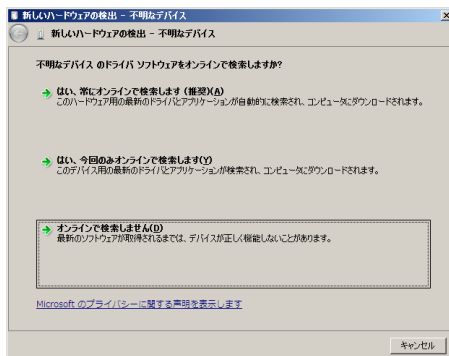 新しいハードウェアの検出 - 不明なデバイス
新しいハードウェアの検出 - 不明なデバイス
不明なデバイス のドライバ ソフトウェアをオンラインで検索しますか?
はい、常にオンラインで検索します (推奨)(A)
このハードウェア用の最新のドライバとアプリケーションが自動的に検索され、コンピュータにダウンロードされます。
はい、今回のみオンラインで検索します(Y)
このデバイス用の最新のドライバとアプリケーションが検索され、コンピュータにダウンロードされます。
オンラインで検索しません(D)
最新のソフトウェアが取得されるまでは、デバイスが正しく機能しないことがあります。
Microsoft のプライバシーに関する声明を表示します
キャンセル